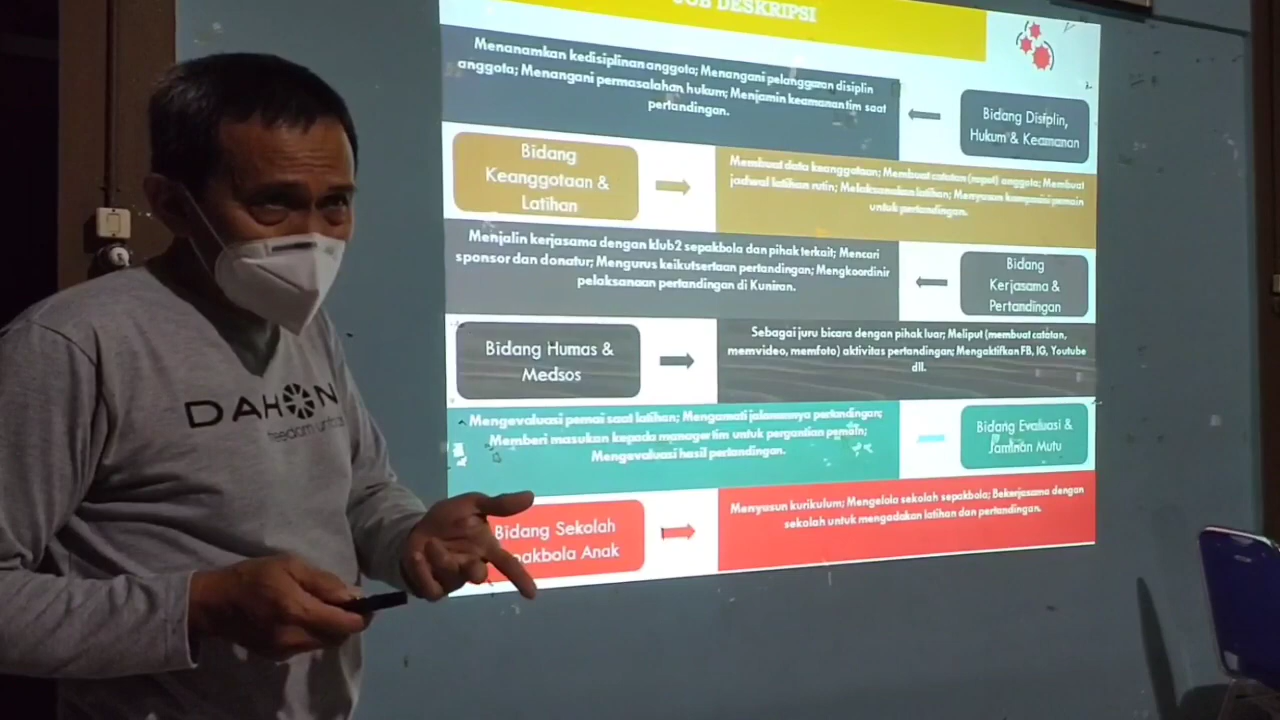 JOB DESKRIPSI
Menanamkan kedisiplinan anggota; Menangani pelanggaran disiplin
anggota; Menangani permasalahan hukum; Menjamin keamanan tim saat
pertandingan.
Bidang Disiplin,
Hukum & Keamanan
Bidang
Keanggotaan &
Latihan
Membuat data keanggotaan; Membuat catatan (rapot) anggota; Membuat
jadwal latihan rutin; Melaksanakan latihan; Menyusun komposisi pemain
untuk pertandingan.
Menjalin kerjasama dengan klub2 sepakbola dan pihak terkait; Mencari
sponsor dan donatur; Mengurus keikutsertaan pertandingan; Mengkoordinir
pelaksanaan pertandingan di Kuniran.
Bidang
Kerjasama &
Pertandingan
Bidang Humas &
Medsos
Sebagai juru bicara dengan pihak luar; Meliput (membuat catatan,
memvideo, memfoto) aktivitas pertandingan; Mengaktifkan FB, IG, Youtube
dll.
Mengevaluasi pemai saat latihan; Mengamati jalannya pertandingan;
Memberi masukan kepada manager tim untuk pergantian pemain;
Mengevaluasi hasil pertandingan.
Bidang Evaluasi &
Jaminan Mutu
Bidang Sekolah
pakbola Anak
Menyusun kurikulum; Mengelola sekolah sepakbola; Bekerjasama dengan
sekolah untuk mengadakan latihan dan pertandingan.
DAHON
freedom